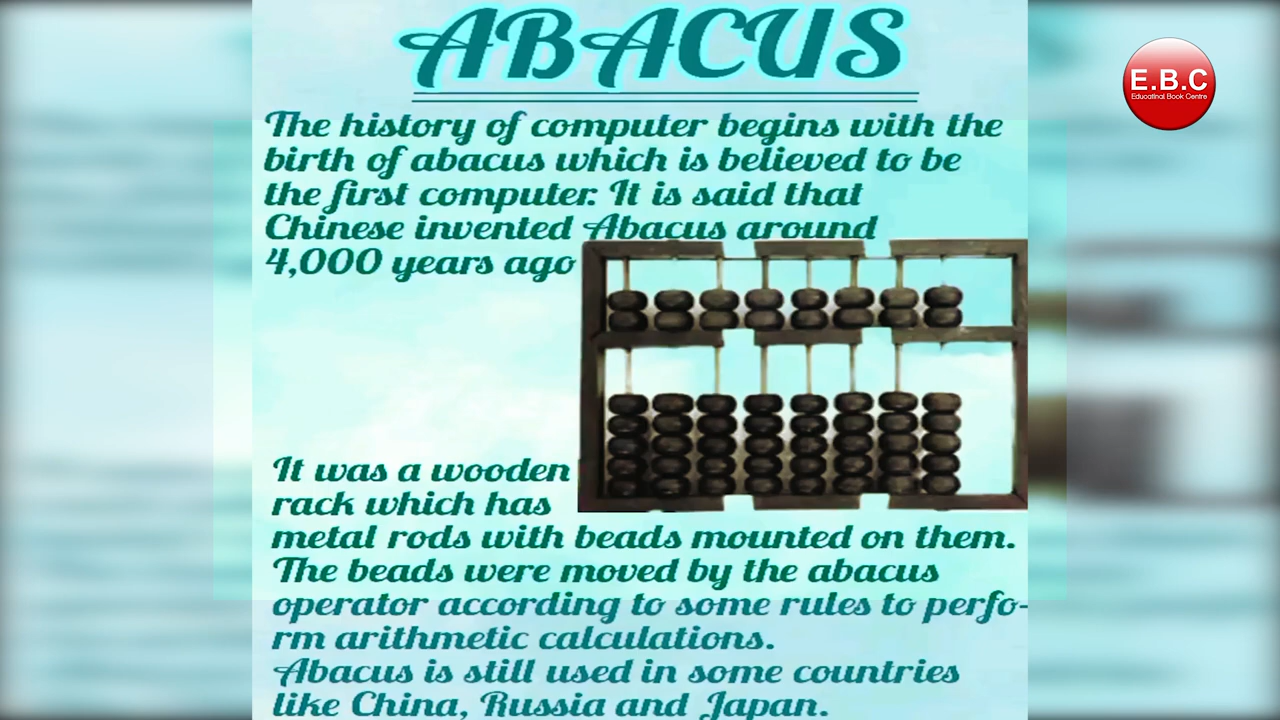 ABACUS
The history of computer begins with the
birth of abacus which is believed to be
the first computer. It is said that
Chinese invented Abacus around
4,000 years ago
It was a wooden
rack which has
metal rods with beads mounted on them.
The beads were moved by the abacus
operator according to some rules to perfo-
rm arithmetic calculations.
Abacus is still used in some countries
like China, Russia and Japan.
E.B.C
Educatinal Book Centre